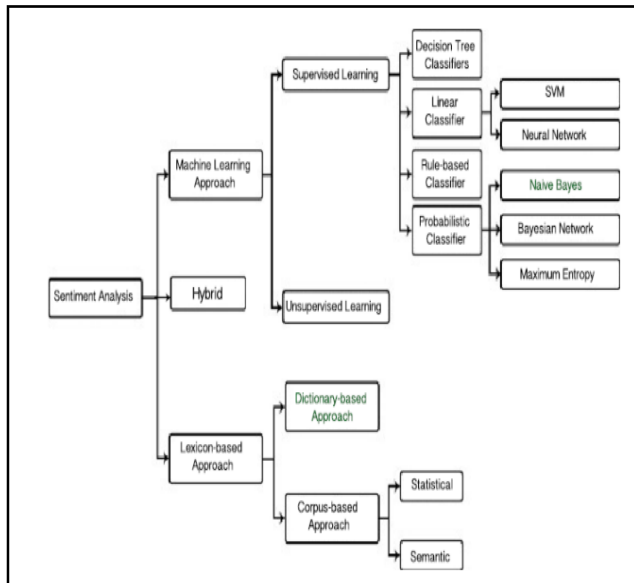 Decision Tree
Classifiers
Supervised Learning
SVM
Linear
Classifier
Neural Network
Machine Learning
Approach
Rule-based
Classifier
Naive Bayes
Probabilistic
Classifier
Bayesian Network
Maximum Entropy
Sentiment Analysis
Hybrid
Unsupervised Learning
Dictionary-based
Approach
Lexicon-based
Approach
Statistical
Corpus-based
Approach
Semantic